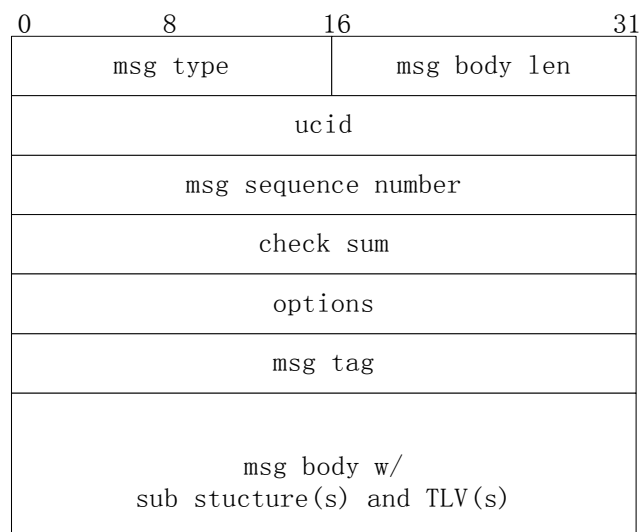 0 8 16 31
msg type msg body len
ucid
msg sequence number
check sum
options
msg tag
msg body w/
sub stucture(s) and TLV(s)